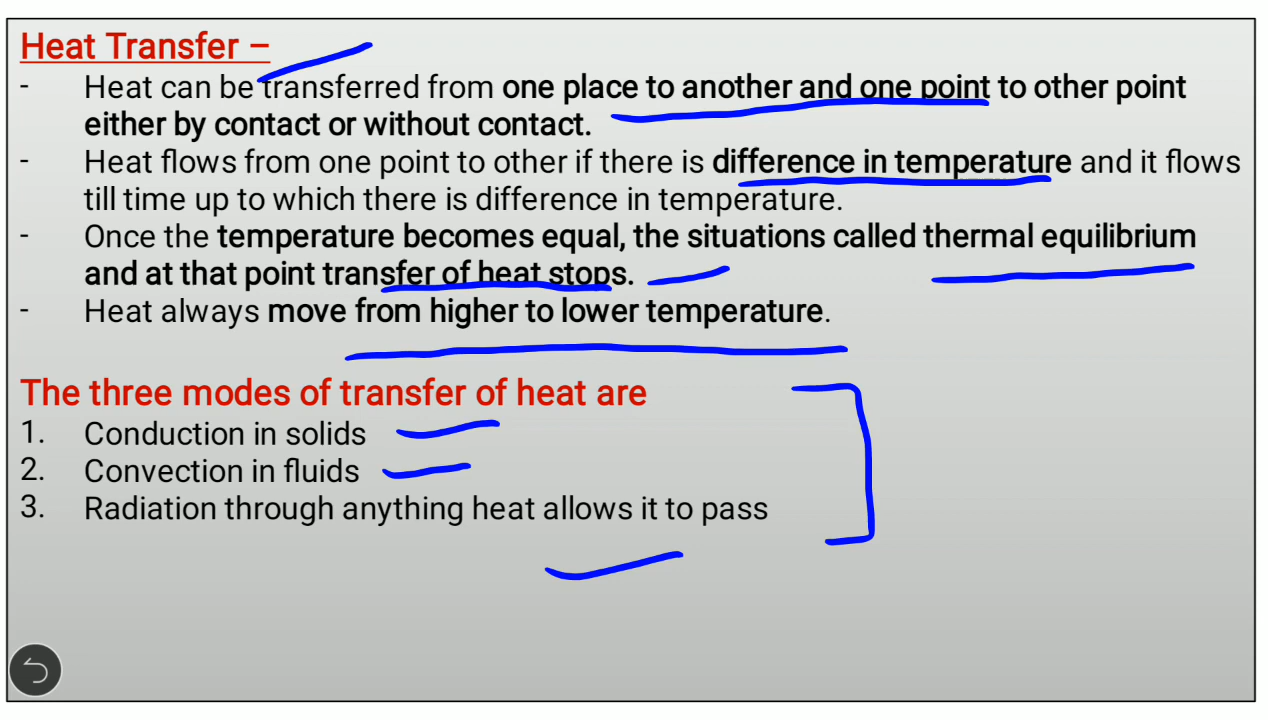 Heat Transfer –
- Heat can be transferred from one place to another and one point to other point
either by contact or without contact.
- Heat flows from one point to other if there is difference in temperature and it flows
till time up to which there is difference in temperature.
- Once the temperature becomes equal, the situations called thermal equilibrium
and at that point transfer of heat stops.
- Heat always move from higher to lower temperature.
The three modes of transfer of heat are
1. Conduction in solids
2. Convection in fluids
3. Radiation through anything heat allows it to pass